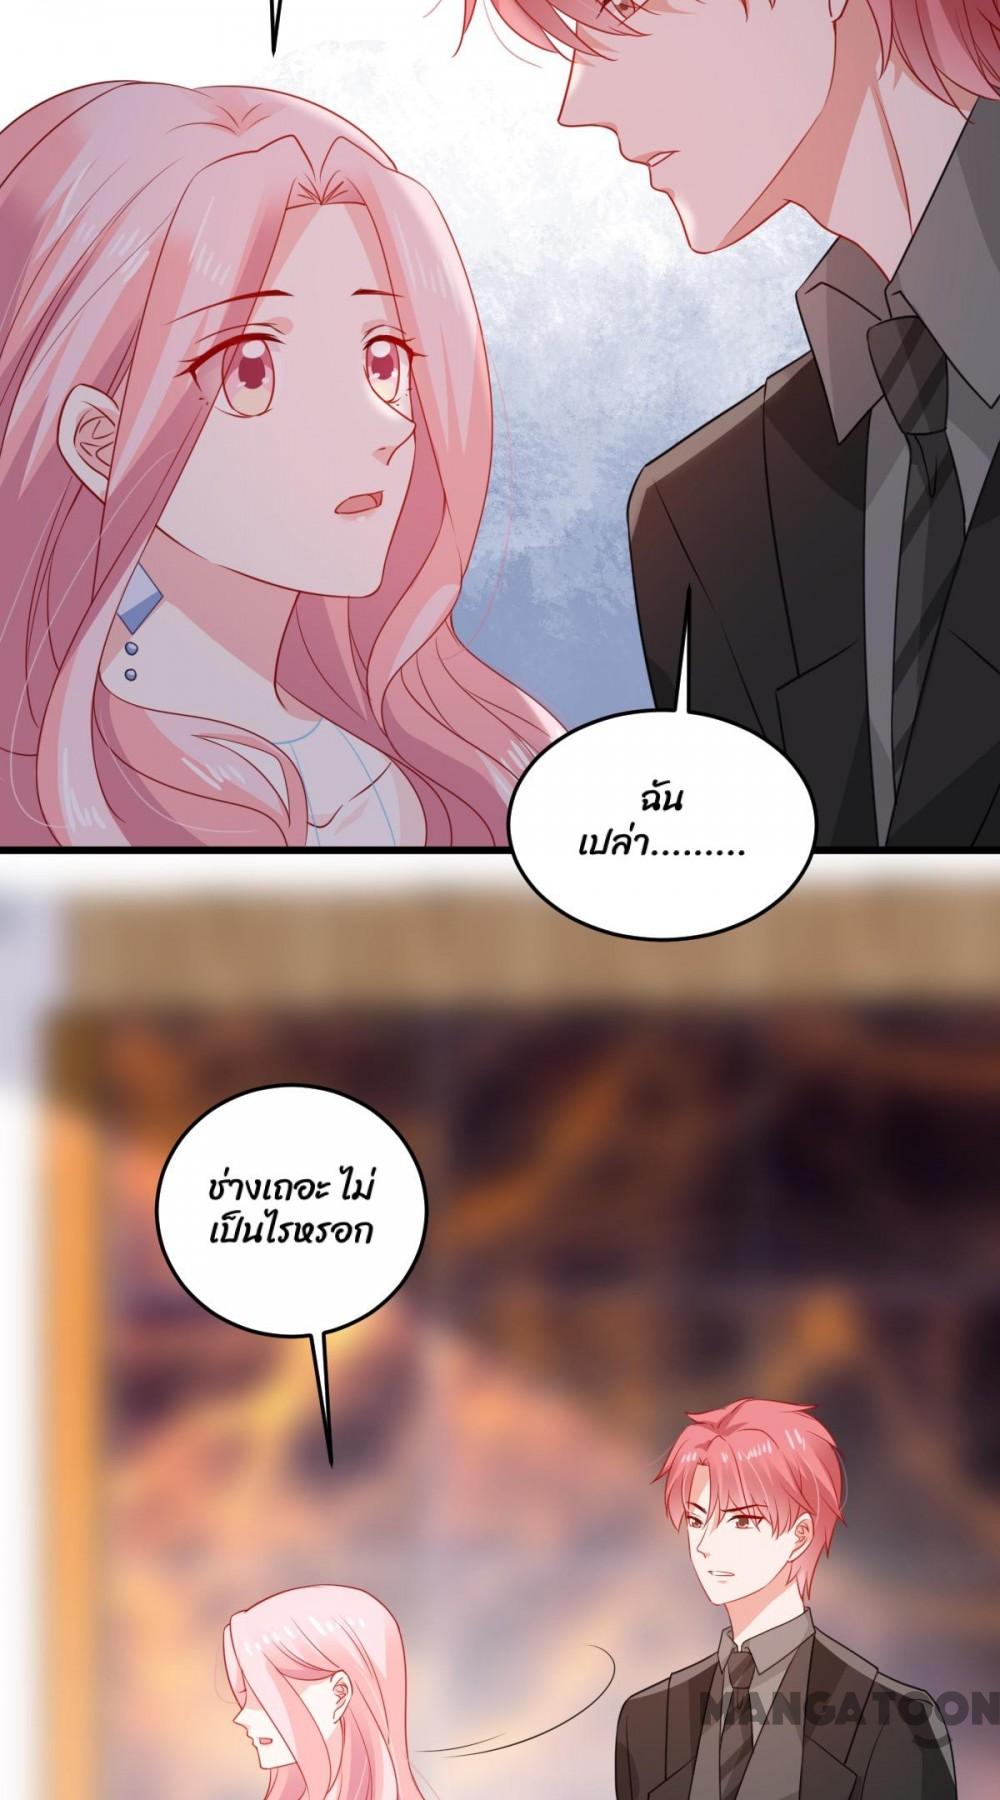 ฉัน
เปล่า.........
ช่างเถอะ ไม่
เป็นไรหรอก
MANGATOON